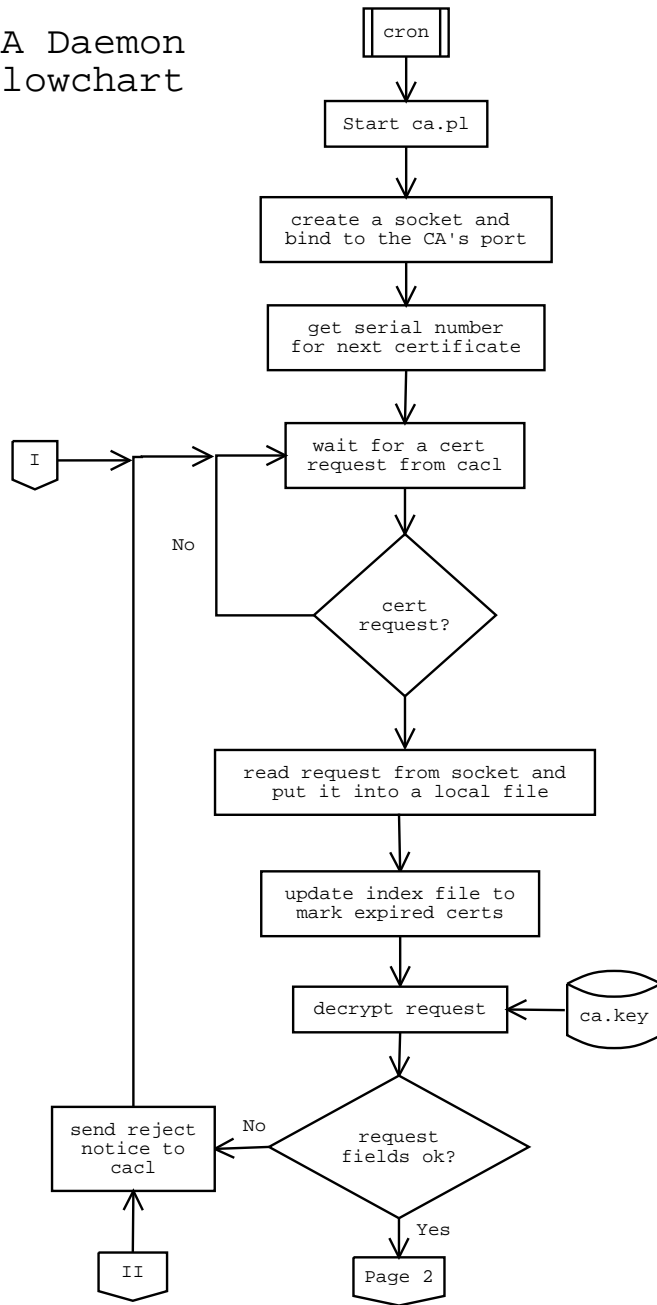 A Daemon
lowchart
cron
Start ca.pl
create a socket and
bind to the CA's port
get serial number
for next certificate
I
wait for a cert
request from cacl
No
cert
request?
read request from socket and
put it into a local file
update index file to
mark expired certs
decrypt request
ca.key
send reject
notice to
cacl
No
request
fields ok?
Yes
II
Page 2